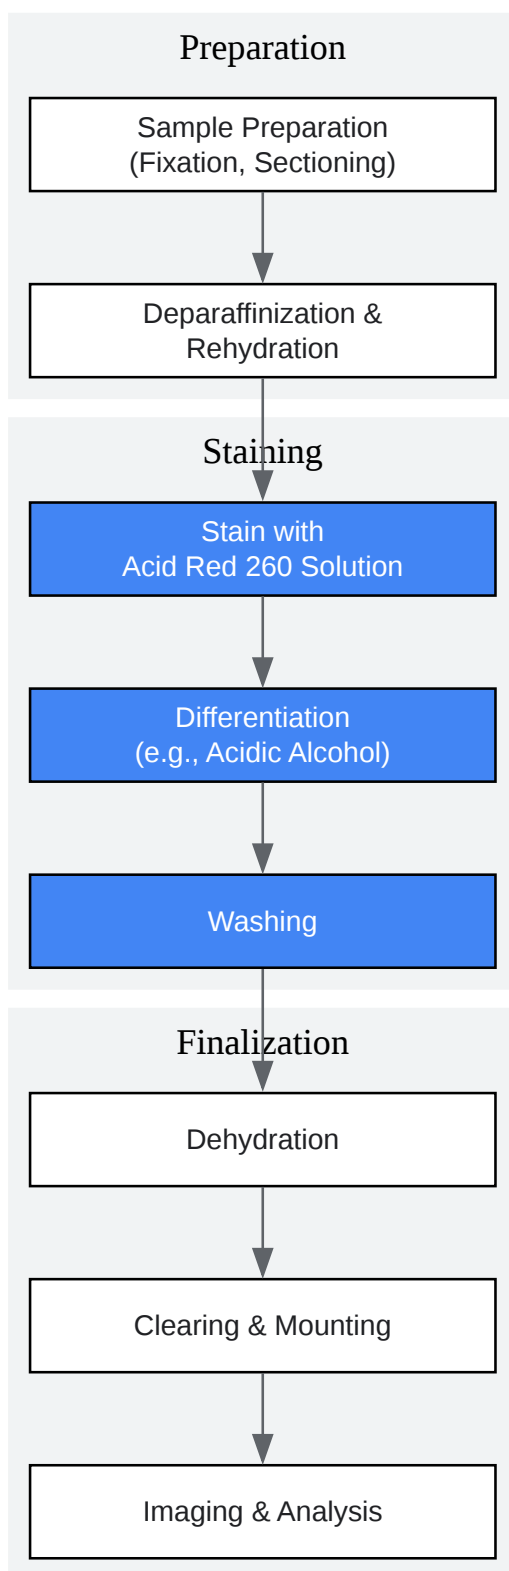 Preparation
Sample Preparation
(Fixation, Sectioning)
Deparaffinization &
Rehydration
Staining
Stain with
Acid Red 260 Solution
Differentiation
(e.g., Acidic Alcohol)
Washing
Finalization
Dehydration
Clearing & Mounting
Imaging & Analysis